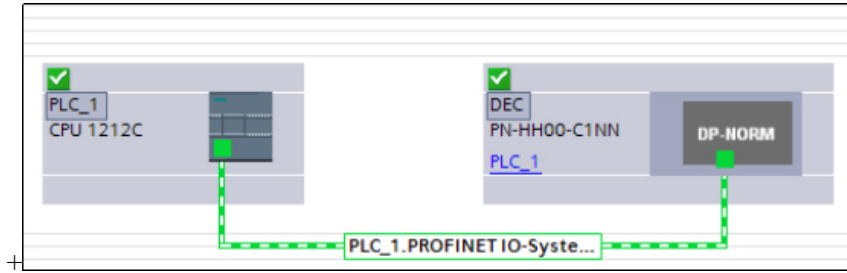 PLC_1
CPU 1212C
DEC
PN-HH00-C1NN
PLC_1
DP-NORM
PLC_1.PROFINET IO-Syste...